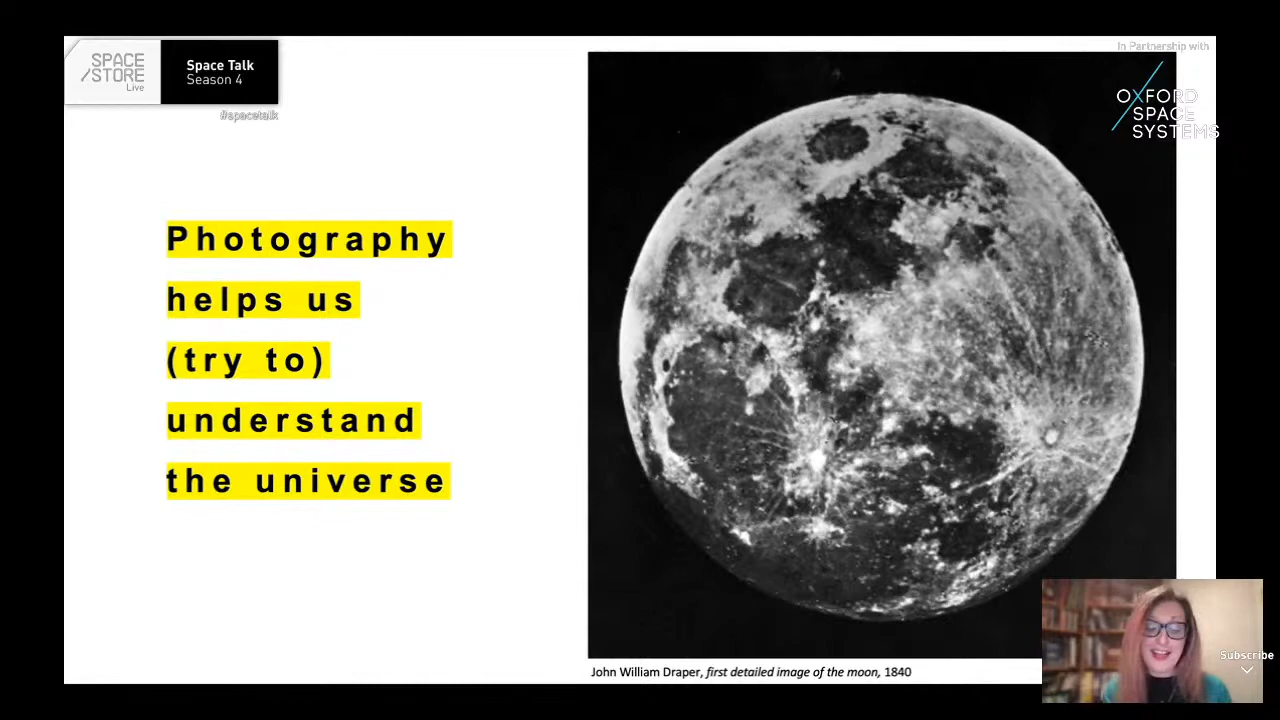 SPACE
/STORE
Live
Space Talk
Season 4
#spacetalk
In Partnership with
OXFORD
SPACE
SYSTEMS
Photography
helps us
(try to)
understand
the universe
John William Draper, first detailed image of the moon, 1840
Subscribe